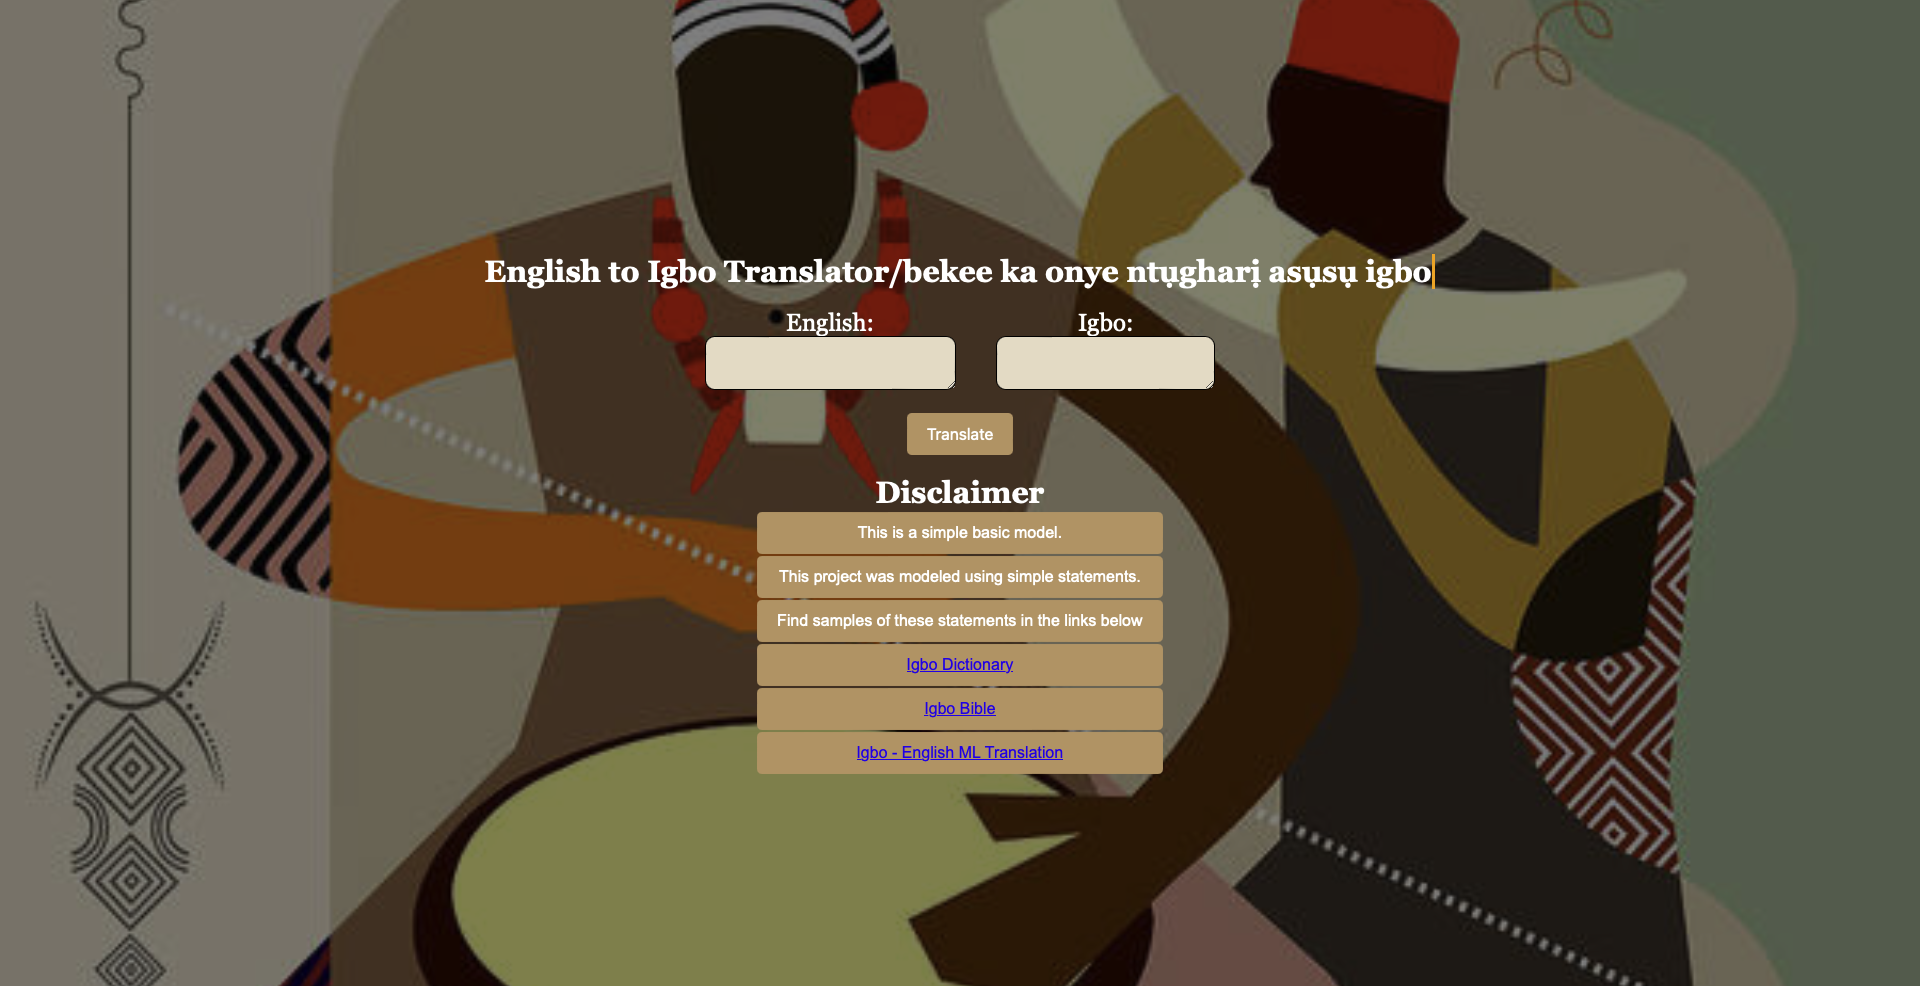 English to Igbo Translator/bekee ka onye ntụgharị asụsụ igbo
English:
Igbo:
Translate
Disclaimer
This is a simple basic model.
This project was modeled using simple statements.
Find samples of these statements in the links below
Igbo Dictionary
Igbo Bible
Igbo - English ML Translation